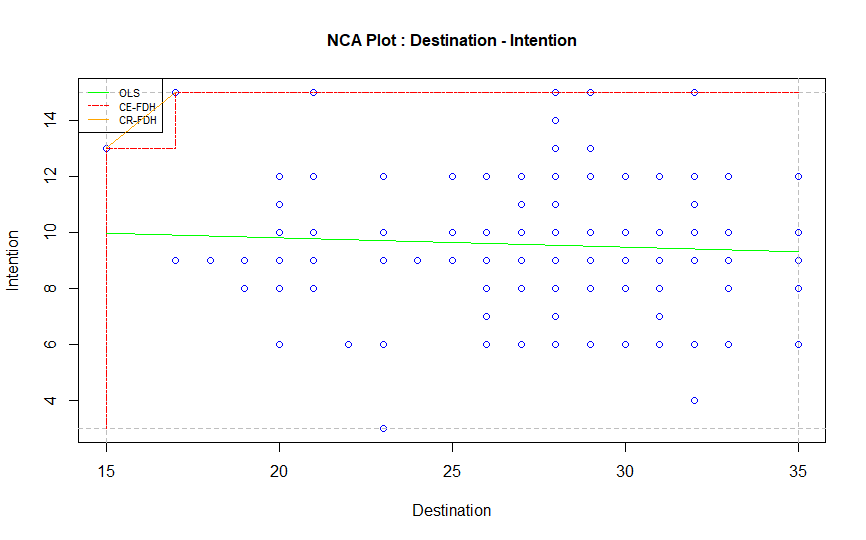 NCA Plot : Destination - Intention
OLS
CE-FDH
CR-FDH
14
12
10
8
6
4
Intention
15 20 25 30 35
Destination